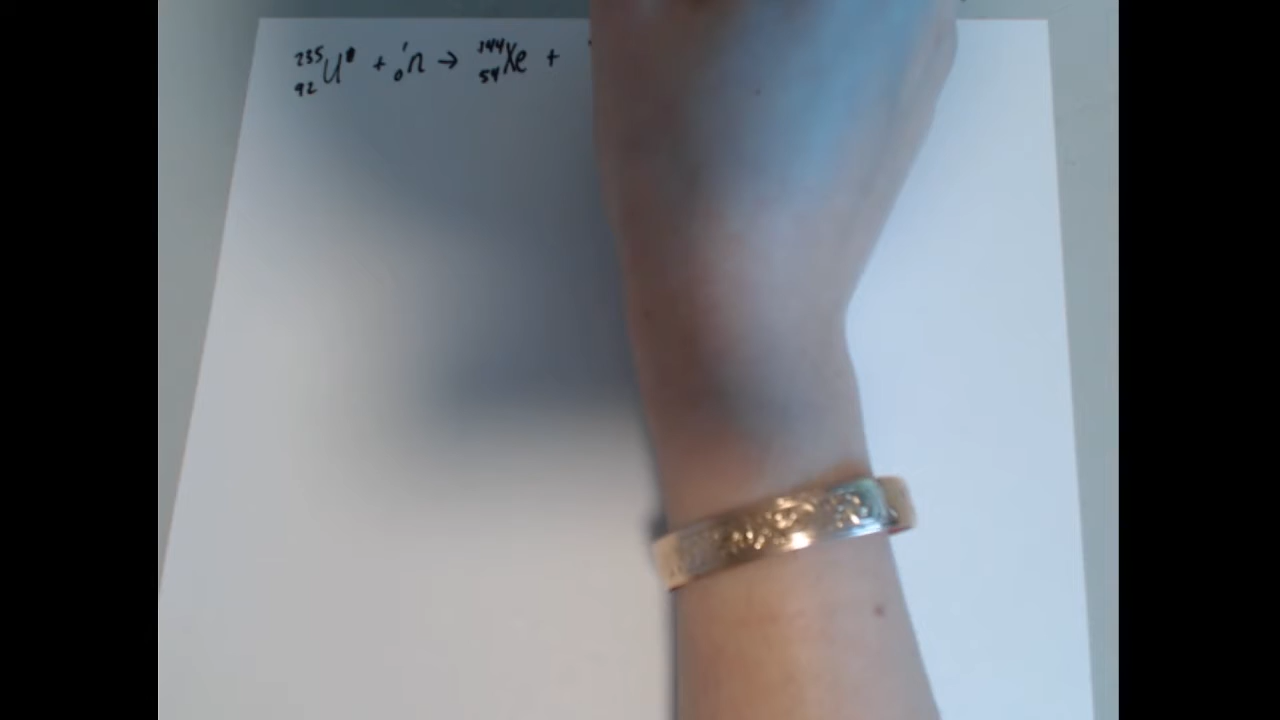 ²³⁵₉₂U + ¹₀n → ¹⁴⁴₅₄Xe +